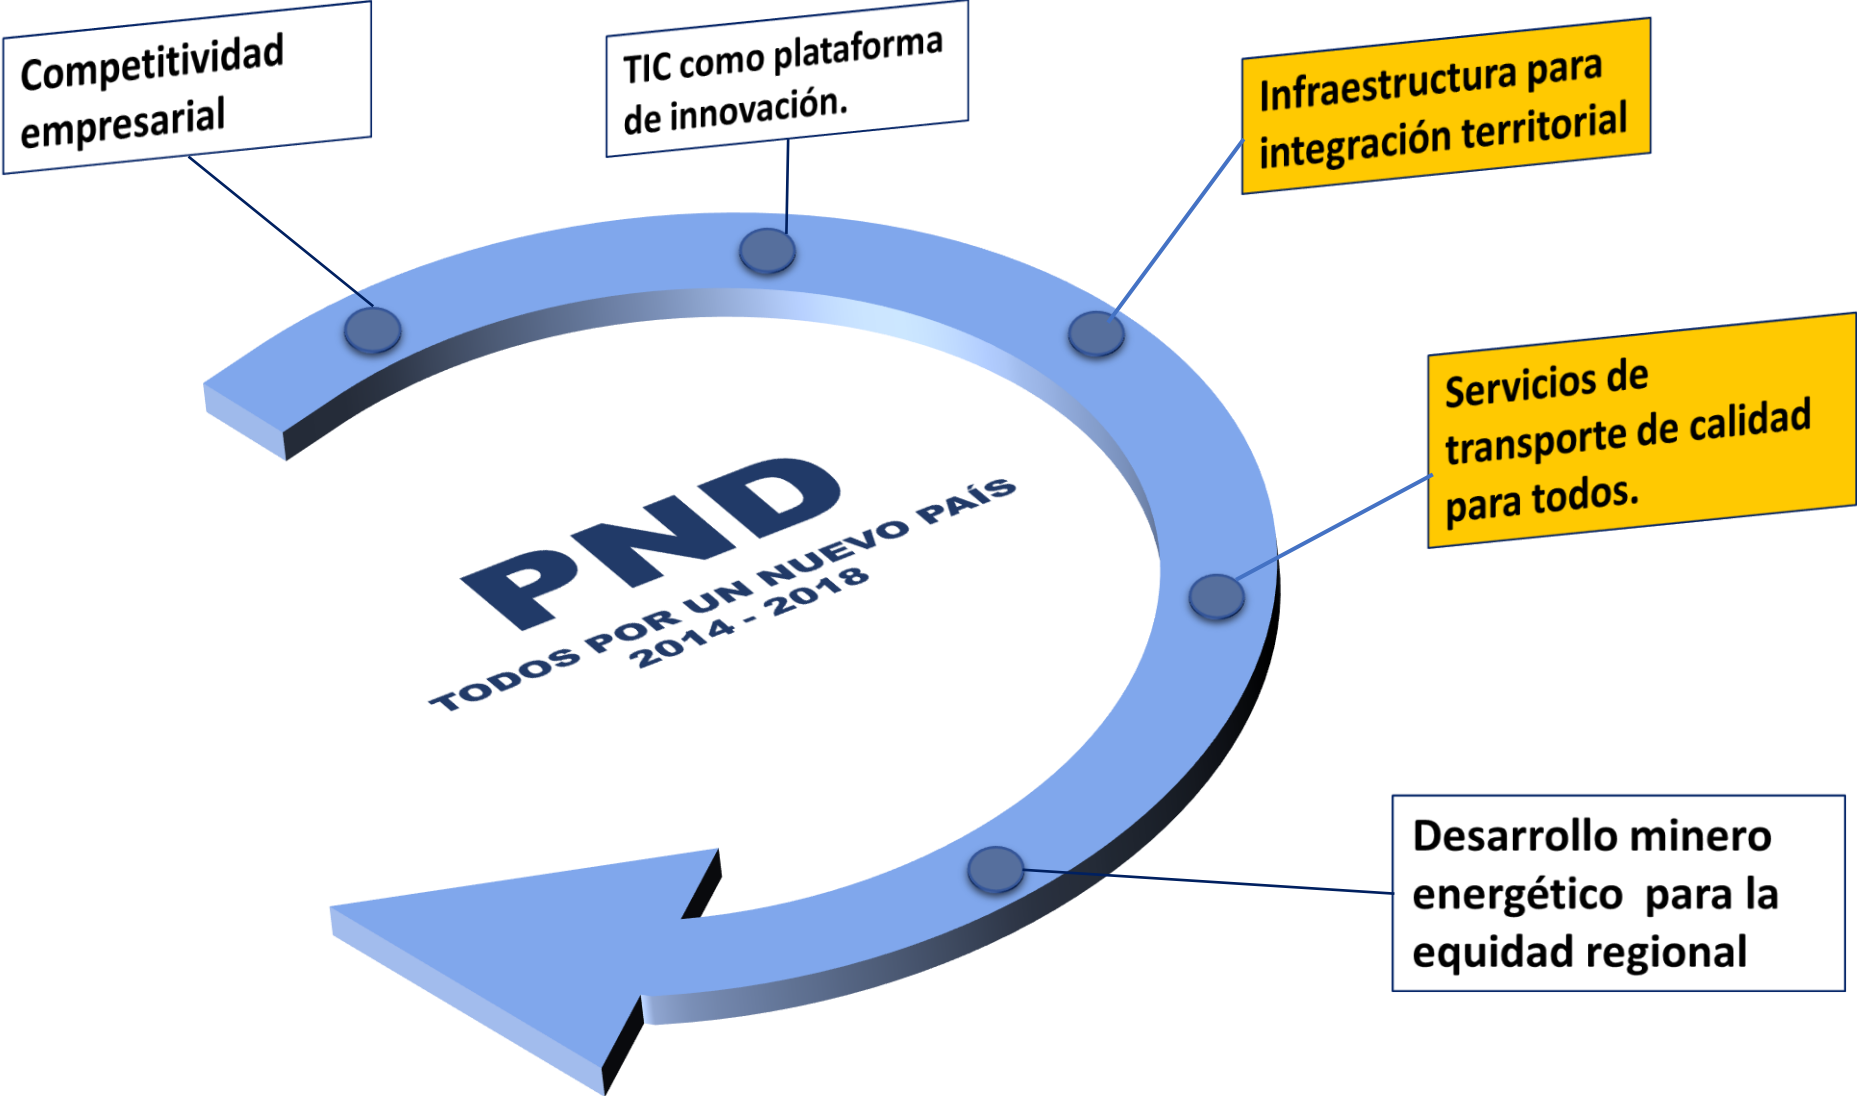 Competitividad
empresarial
TIC como plataforma
de innovación.
Infraestructura para
integración territorial
Servicios de
transporte de calidad
para todos.
PND
TODOS POR UN NUEVO PAÍS
2014 - 2018
Desarrollo minero
energético  para la
equidad regional